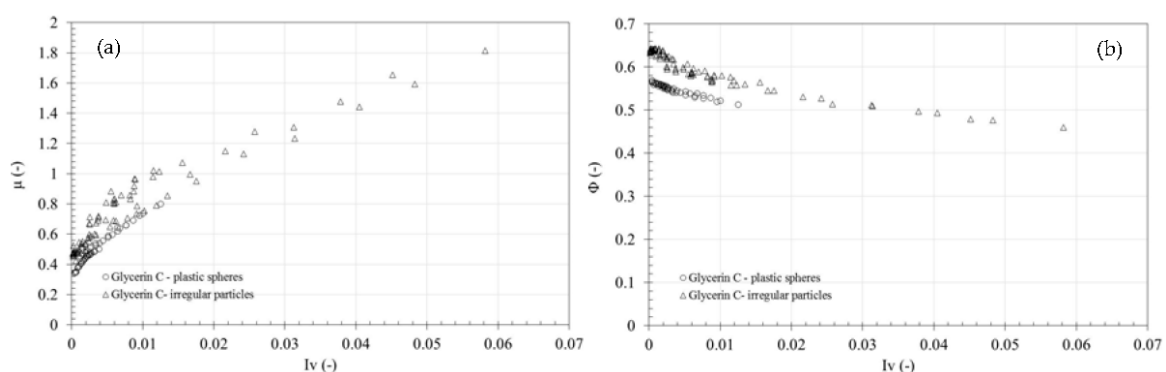 (a)
μ (-)
2
1.8
1.6
1.4
1.2
1
0.8
0.6
0.4
0.2
0
Glycerin C - plastic spheres
Glycerin C- irregular particles
0 0.01 0.02 0.03 0.04 0.05 0.06 0.07
Iv (-)
(b)
Φ (-)
0.7
0.6
0.5
0.4
0.3
0.2
0.1
0
Glycerin C - plastic spheres
Glycerin C- irregular particles
0 0.01 0.02 0.03 0.04 0.05 0.06 0.07
Iv (-)